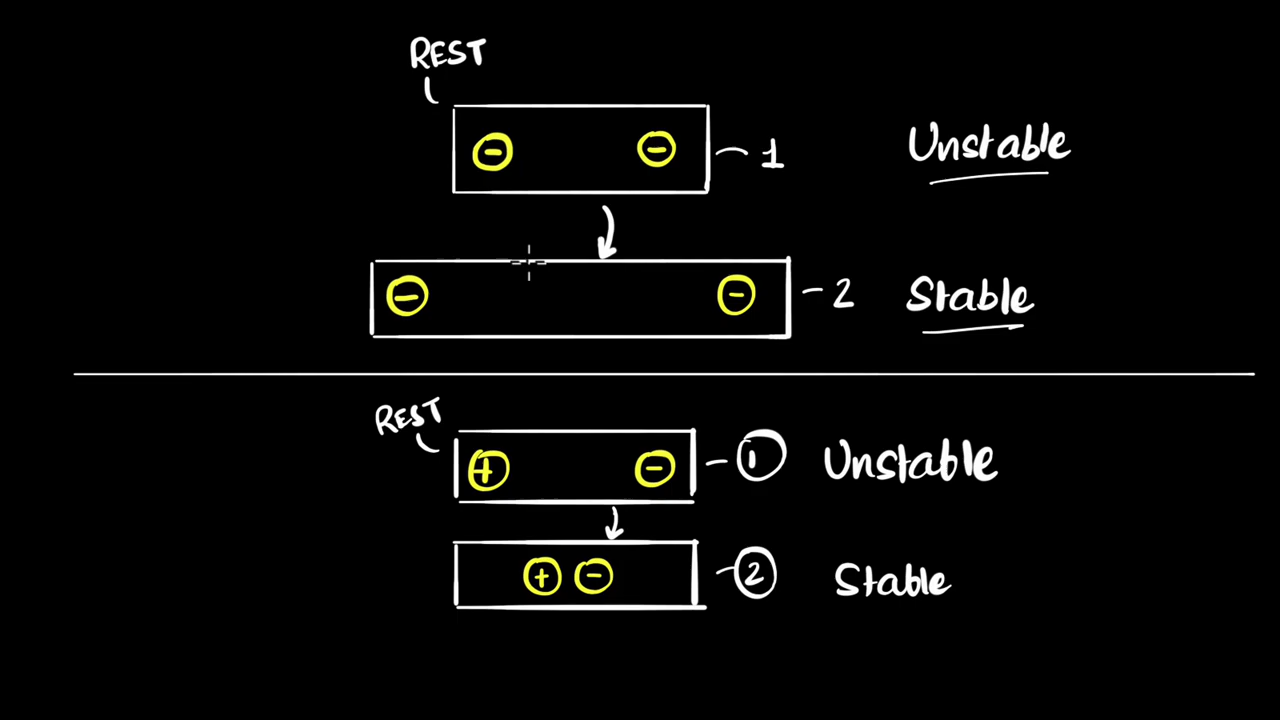 REST
- - 1 Unstable
- - 2 Stable
REST
+ - 1 Unstable
+ - 2 Stable